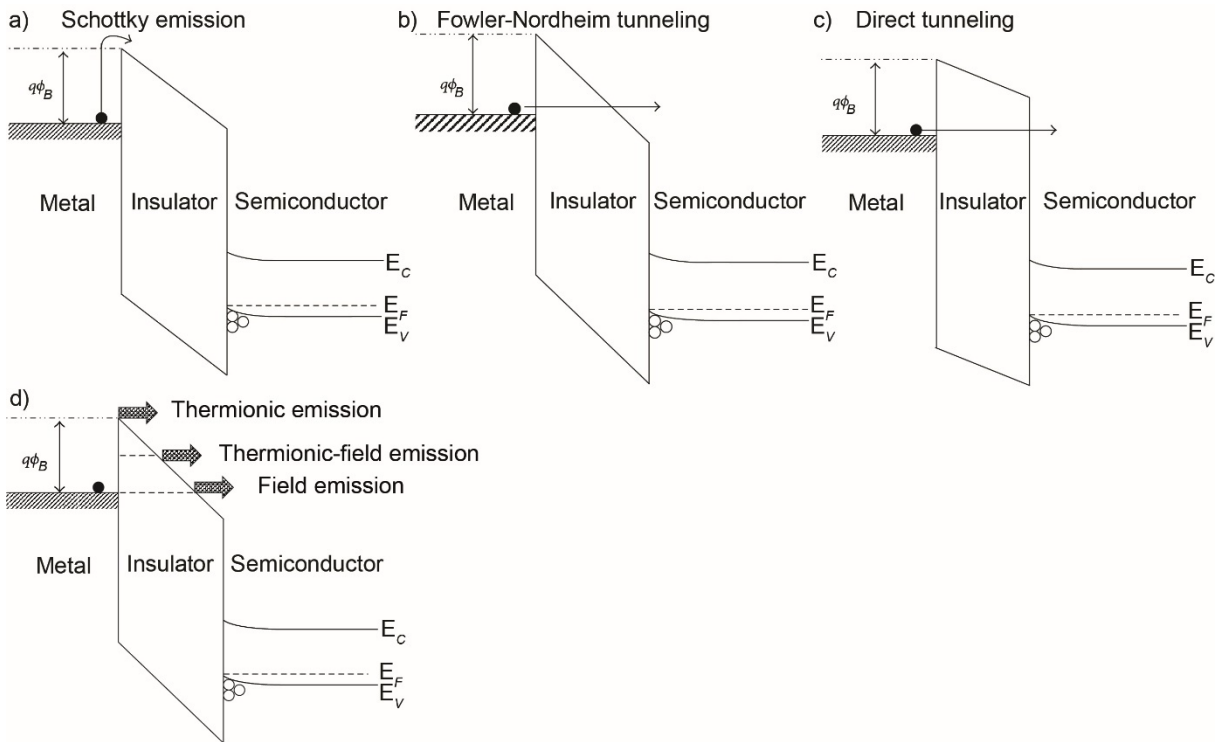 a) Schottky emission
qϕB
Metal Insulator Semiconductor
EC
EF
EV
b) Fowler-Nordheim tunneling
qϕB
Metal Insulator Semiconductor
EC
EF
EV
c) Direct tunneling
qϕB
Metal Insulator Semiconductor
EC
EF
EV
d) Thermionic emission
qϕB
Thermionic-field emission
Field emission
Metal Insulator Semiconductor
EC
EF
EV